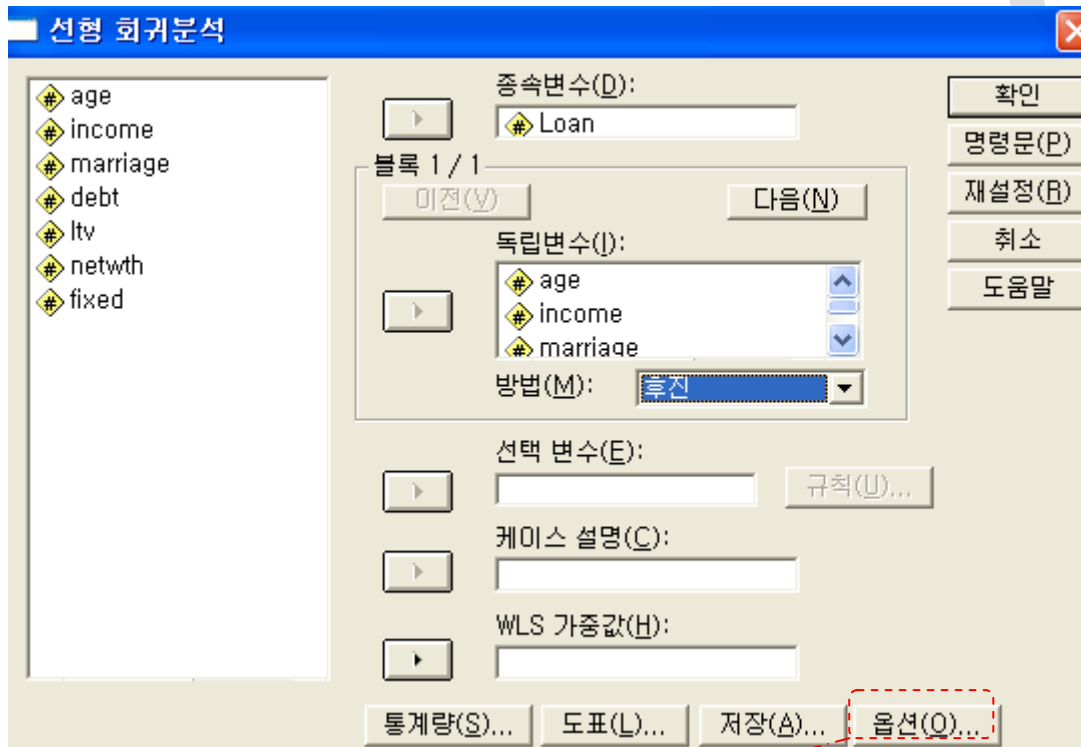 선형 회귀분석
age
income
marriage
debt
ltv
netwth
fixed
종속변수(D):
Loan
블록 1 / 1
이전(V)
다음(N)
독립변수(I):
age
income
marriage
방법(M):
후진
선택 변수(E):
규칙(U)...
케이스 설명(C):
WLS 가중값(H):
통계량(S)...
도표(L)...
저장(A)...
옵션(O)...
확인
명령문(P)
재설정(R)
취소
도움말